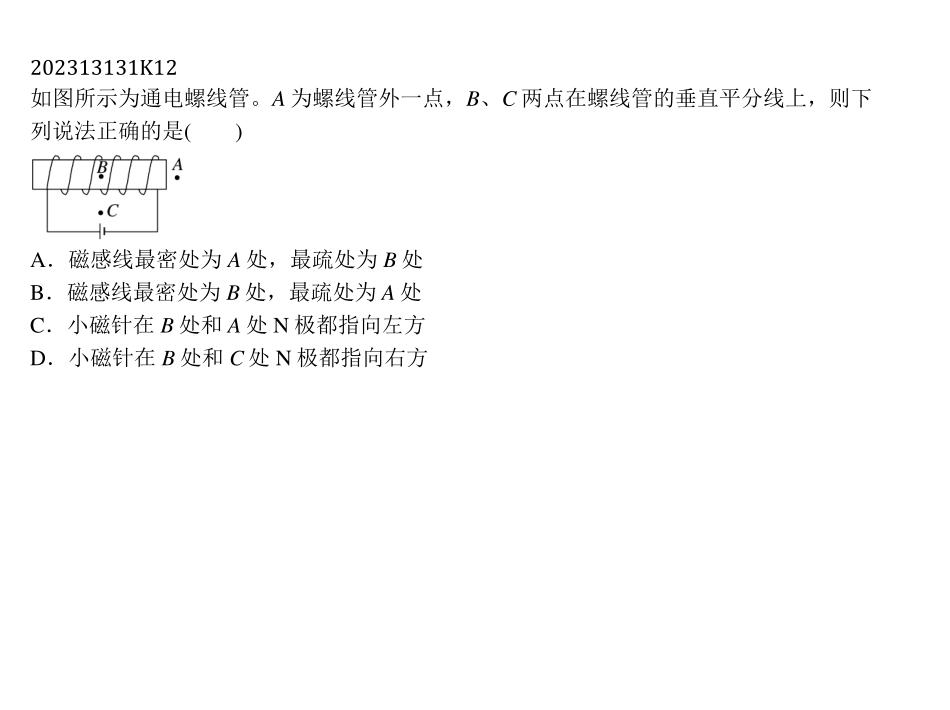 202313131K12
如图所示为通电螺线管。A 为螺线管外一点，B、C 两点在螺线管的垂直平分线上，则下
列说法正确的是(　　)
B
A
C
A．磁感线最密处为 A 处，最疏处为 B 处
B．磁感线最密处为 B 处，最疏处为 A 处
C．小磁针在 B 处和 A 处 N 极都指向左方
D．小磁针在 B 处和 C 处 N 极都指向右方